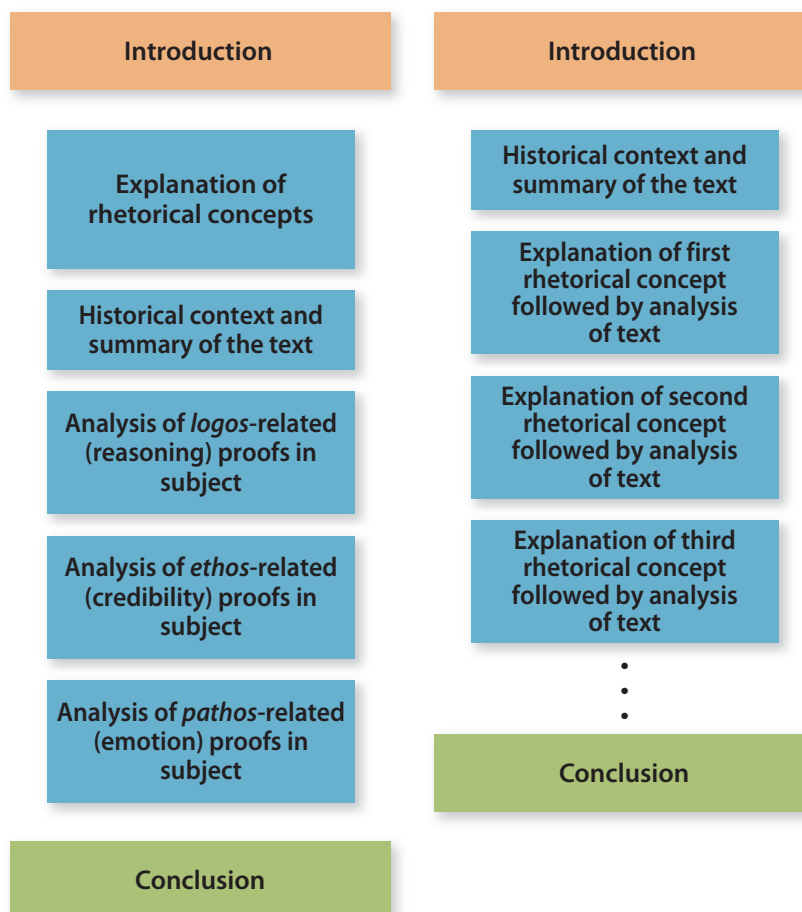 Introduction
Explanation of
rhetorical concepts
Historical context and
summary of the text
Analysis of logos-related
(reasoning) proofs in
subject
Analysis of ethos-related
(credibility) proofs in
subject
Analysis of pathos-related
(emotion) proofs in
subject
Conclusion
Introduction
Historical context and
summary of the text
Explanation of first
rhetorical concept
followed by analysis
of text
Explanation of second
rhetorical concept
followed by analysis
of text
Explanation of third
rhetorical concept
followed by analysis
of text
.
.
.
Conclusion